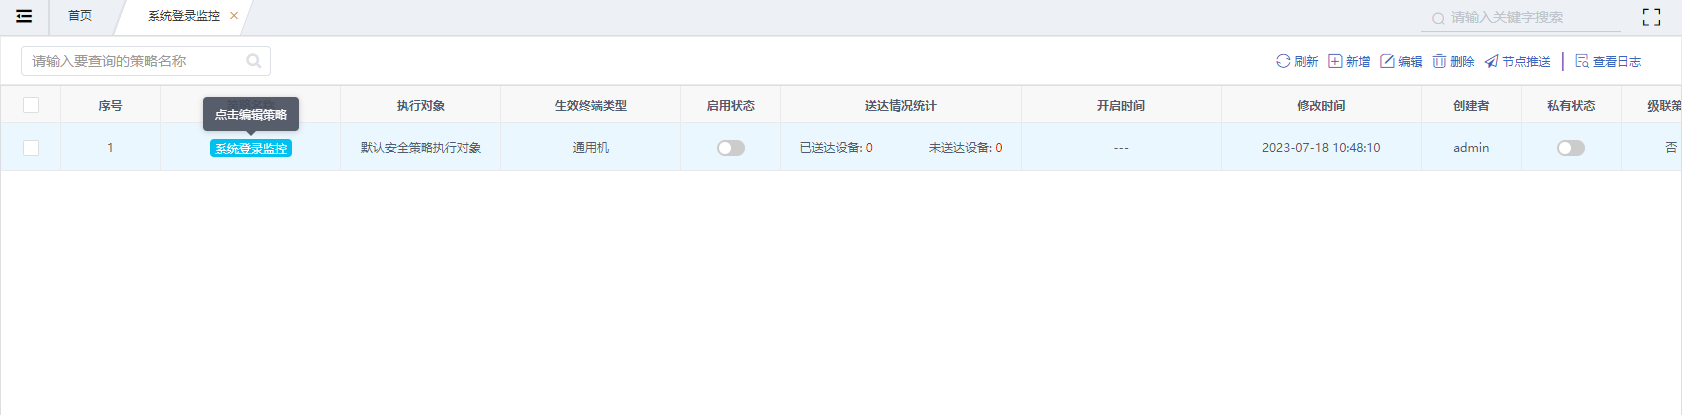 首页
系统登录监控
请输入关键字搜索
请输入要查询的策略名称
刷新 新增 编辑 删除 节点推送 查看日志
序号 执行对象 生效终端类型 启用状态 送达情况统计 开启时间 修改时间 创建者 私有状态 级联策
点击编辑策略
1 系统登录监控 默认安全策略执行对象 通用机 已送达设备: 0 未送达设备: 0 --- 2023-07-18 10:48:10 admin 否